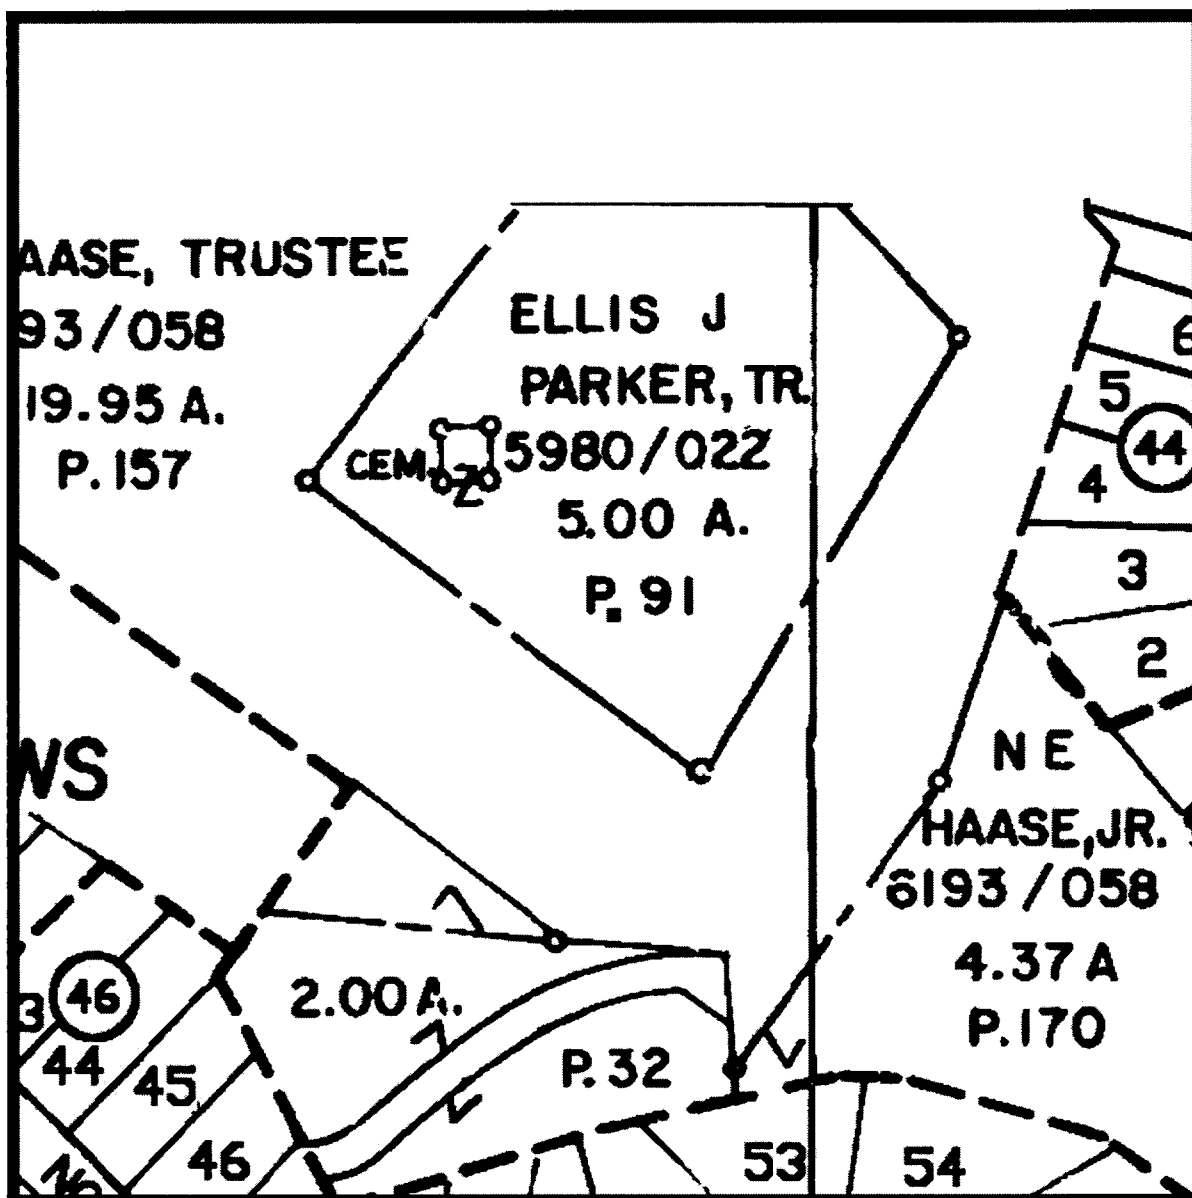 AASE, TRUSTEE
93/058
19.95 A.
P. 157
ELLIS J
PARKER, TR.
5980/022
5.00 A.
P. 91
CEM.
Z
6
5
44
4
3
2
WS
N E
HAASE, JR.
6193/058
4.37 A
P. 170
2.00 A.
P. 32
46
3
44
45
46
53
54